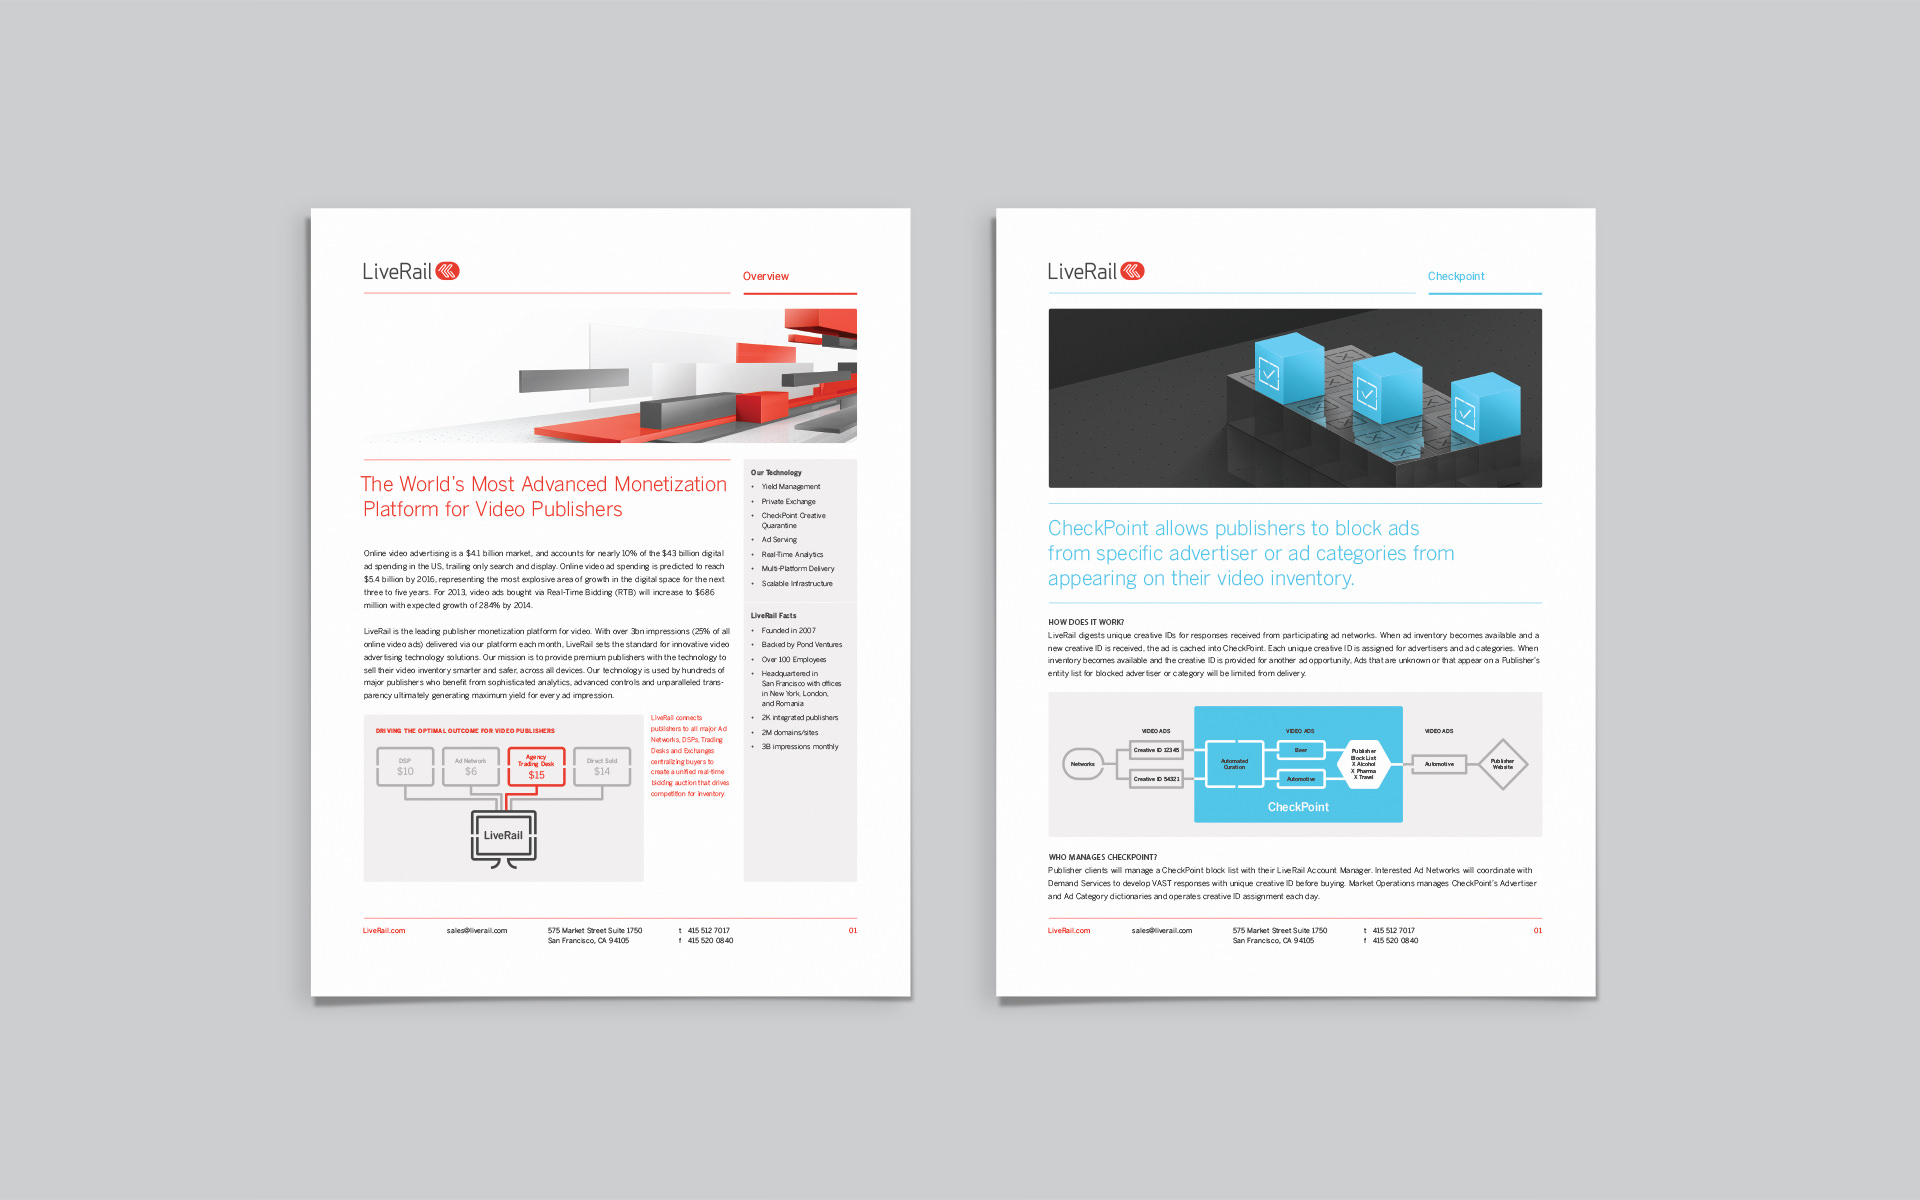 LiveRail
Overview
The World's Most Advanced Monetization
Platform for Video Publishers
Online video advertising is a $4.1 billion market, and accounts for nearly 10% of the $43 billion digital
ad spending in the US, trailing only search and display. Online video ad spending is predicted to reach
$5.4 billion by 2016, representing the most explosive area of growth in the digital space for the next
three to five years. For 2013, video ads bought via Real-Time Bidding (RTB) will increase to $686
million with expected growth of 284% by 2014.
LiveRail is the leading publisher monetization platform for video. With over 3bn impressions (25% of all
online video ads) delivered via our platform each month, LiveRail sets the standard for innovative video
advertising technology solutions. Our mission is to provide premium publishers with the technology to
sell their video inventory smarter and safer, across all devices. Our technology is used by hundreds of
major publishers who benefit from sophisticated analytics, advanced controls and unparalleled trans-
parency ultimately generating maximum yield for every ad impression.
DRIVING THE OPTIMAL OUTCOME FOR VIDEO PUBLISHERS
DSP
$10
Ad Network
$6
Agency
Trading Desk
$15
Direct Sold
$14
LiveRail
LiveRail connects
publishers to all major Ad
Networks, DSPs, Trading
Desks and Exchanges
centralizing buyers to
create a unified real-time
bidding auction that drives
competition for inventory.
Our Technology
• Yield Management
• Private Exchange
• CheckPoint Creative
Quarantine
• Ad Serving
• Real-Time Analytics
• Multi-Platform Delivery
• Scalable Infrastructure
LiveRail Facts
• Founded in 2007
• Backed by Pond Ventures
• Over 100 Employees
• Headquartered in
San Francisco with offices
in New York, London,
and Romania
• 2K integrated publishers
• 2M domains/sites
• 3B impressions monthly
LiveRail.com
sales@liverail.com
575 Market Street Suite 1750
San Francisco, CA 94105
t 415 512 7017
f 415 520 0840
01
LiveRail
Checkpoint
CheckPoint allows publishers to block ads
from specific advertiser or ad categories from
appearing on their video inventory.
HOW DOES IT WORK?
LiveRail digests unique creative IDs for responses received from participating ad networks. When ad inventory becomes available and a
new creative ID is received, the ad is cached into CheckPoint. Each unique creative ID is assigned for advertisers and ad categories. When
inventory becomes available and the creative ID is provided for another ad opportunity, Ads that are unknown or that appear on a Publisher's
entity list for blocked advertiser or category will be limited from delivery.
VIDEO ADS
VIDEO ADS
VIDEO ADS
Networks
Creative ID 12345
Creative ID 54321
Automated
Curation
Beer
Automotive
Publisher
Block List
X Alcohol
X Pharma
X Travel
Automotive
Publisher
Website
CheckPoint
WHO MANAGES CHECKPOINT?
Publisher clients will manage a CheckPoint block list with their LiveRail Account Manager. Interested Ad Networks will coordinate with
Demand Services to develop VAST responses with unique creative ID before buying. Market Operations manages CheckPoint's Advertiser
and Ad Category dictionaries and operates creative ID assignment each day.
LiveRail.com
sales@liverail.com
575 Market Street Suite 1750
San Francisco, CA 94105
t 415 512 7017
f 415 520 0840
01